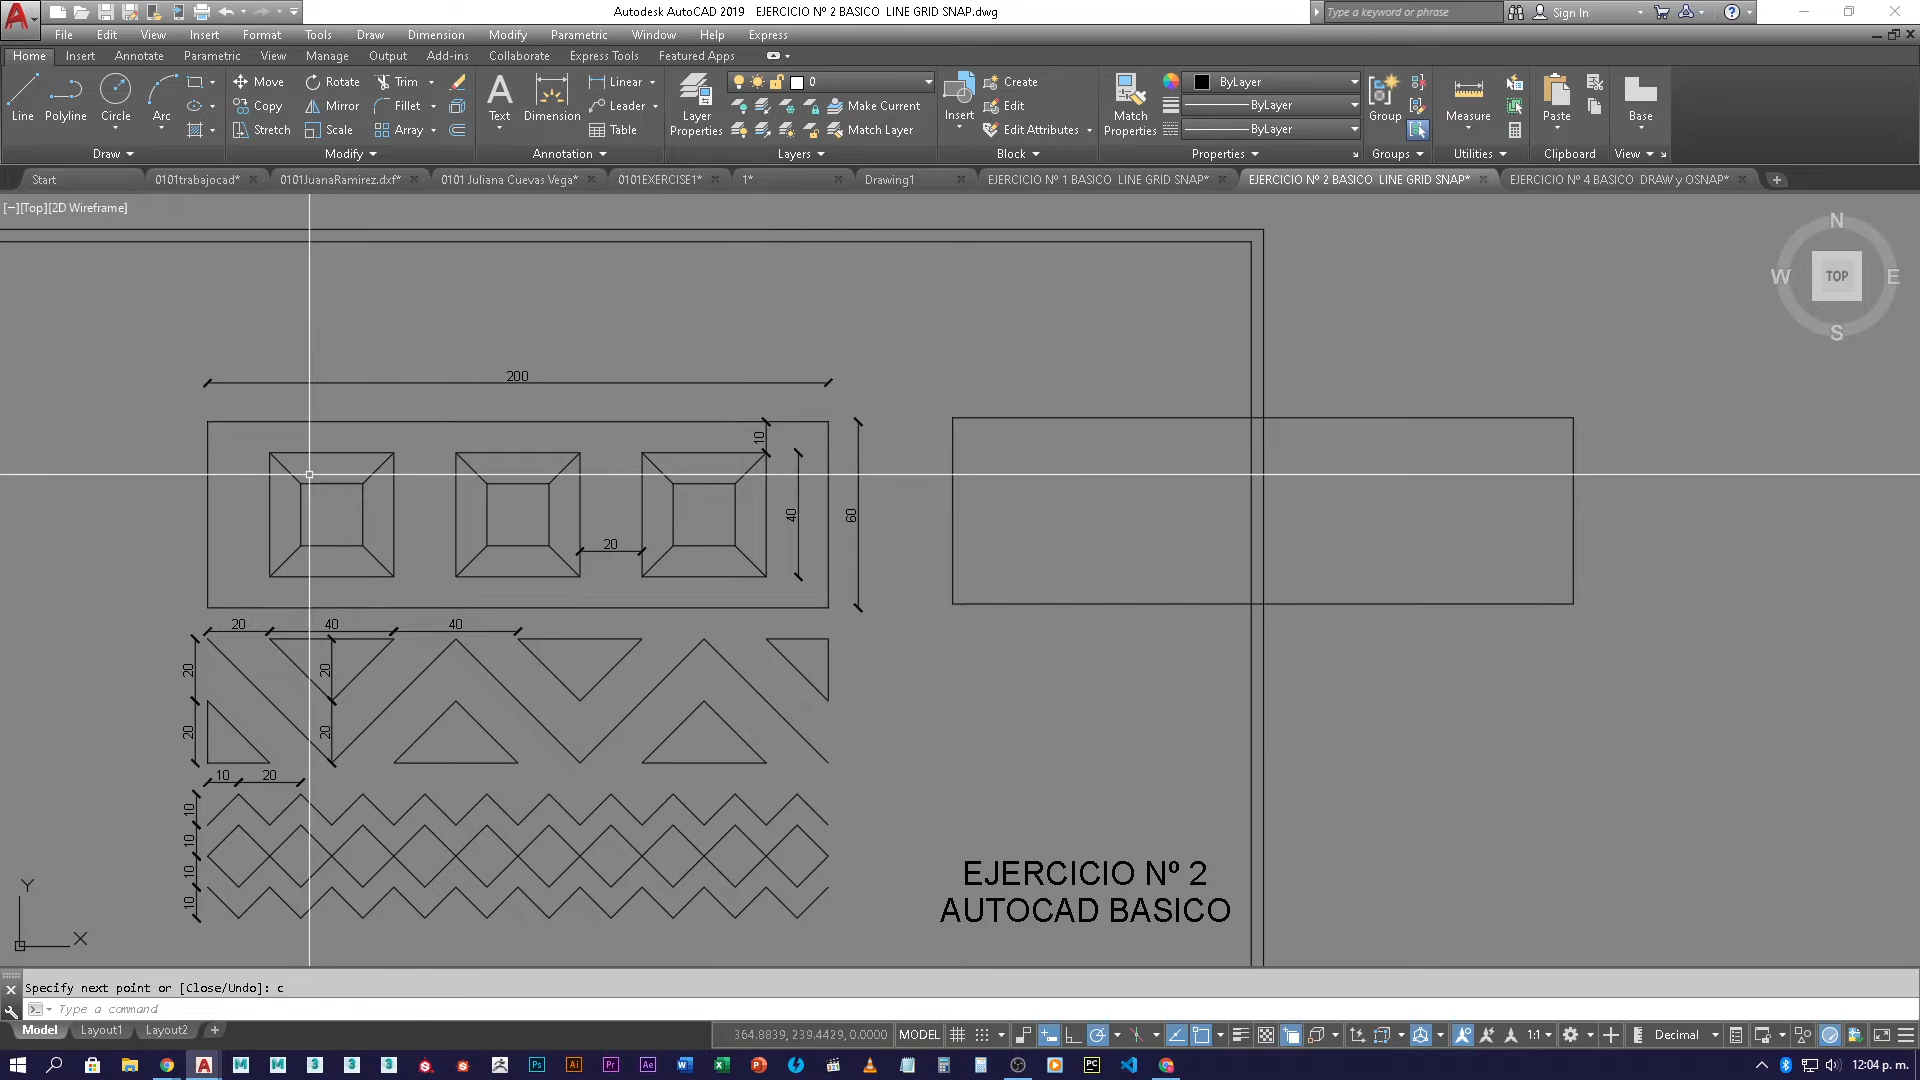 Autodesk AutoCAD 2019 EJERCICIO Nº 2 BASICO LINE GRID SNAP.dwg
Type a keyword or phrase
Sign In
File Edit View Insert Format Tools Draw Dimension Modify Parametric Window Help Express
Home Insert Annotate Parametric View Manage Output Add-ins Collaborate Express Tools Featured Apps
Line Polyline Circle Arc
Move Rotate Trim
Copy Mirror Fillet
Stretch Scale Array
Text Dimension
Linear
Leader
Table
Layer Properties
0
Make Current
Match Layer
Insert
Create
Edit
Edit Attributes
Match Properties
ByLayer
ByLayer
ByLayer
Group
Measure
Paste
Base
Draw Modify Annotation Layers Block Properties Groups Utilities Clipboard View
Start 0101trabajocad* 0101JuanaRamirez.dxf* 0101 Juliana Cuevas Vega* 0101EXERCISE1* 1* Drawing1 EJERCICIO Nº 1 BASICO LINE GRID SNAP* EJERCICIO Nº 2 BASICO LINE GRID SNAP* EJERCICIO Nº 4 BASICO DRAW y OSNAP*
[−][Top][2D Wireframe]
N
W TOP E
S
200
10
40
60
20
20 40 40
20
20
20
20
10 20
10
10
10
10
EJERCICIO Nº 2
AUTOCAD BASICO
Y
X
Specify next point or [Close/Undo]: c
Type a command
Model Layout1 Layout2
364.8839, 239.4429, 0.0000 MODEL 1:1 Decimal
12:04 p. m.